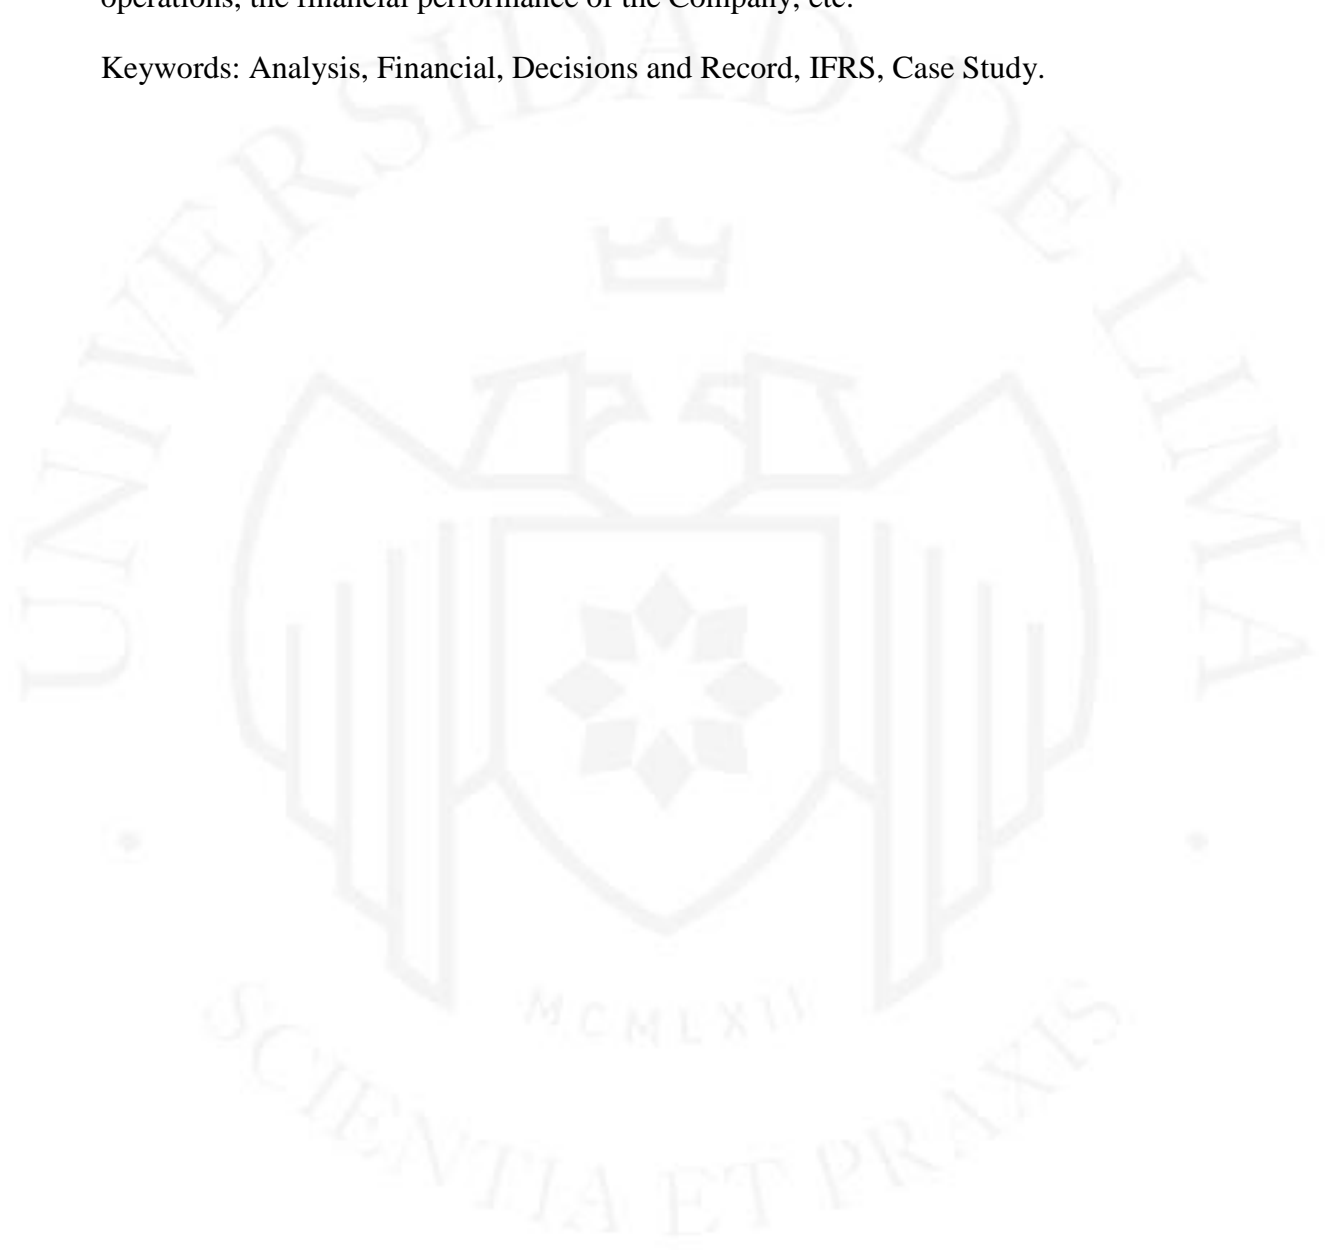 operations, the financial performance of the Company, etc.
Keywords: Analysis, Financial, Decisions and Record, IFRS, Case Study.
UNIVERSIDAD DE LIMA
MCMLXII
SCIENTIA ET PRAXIS